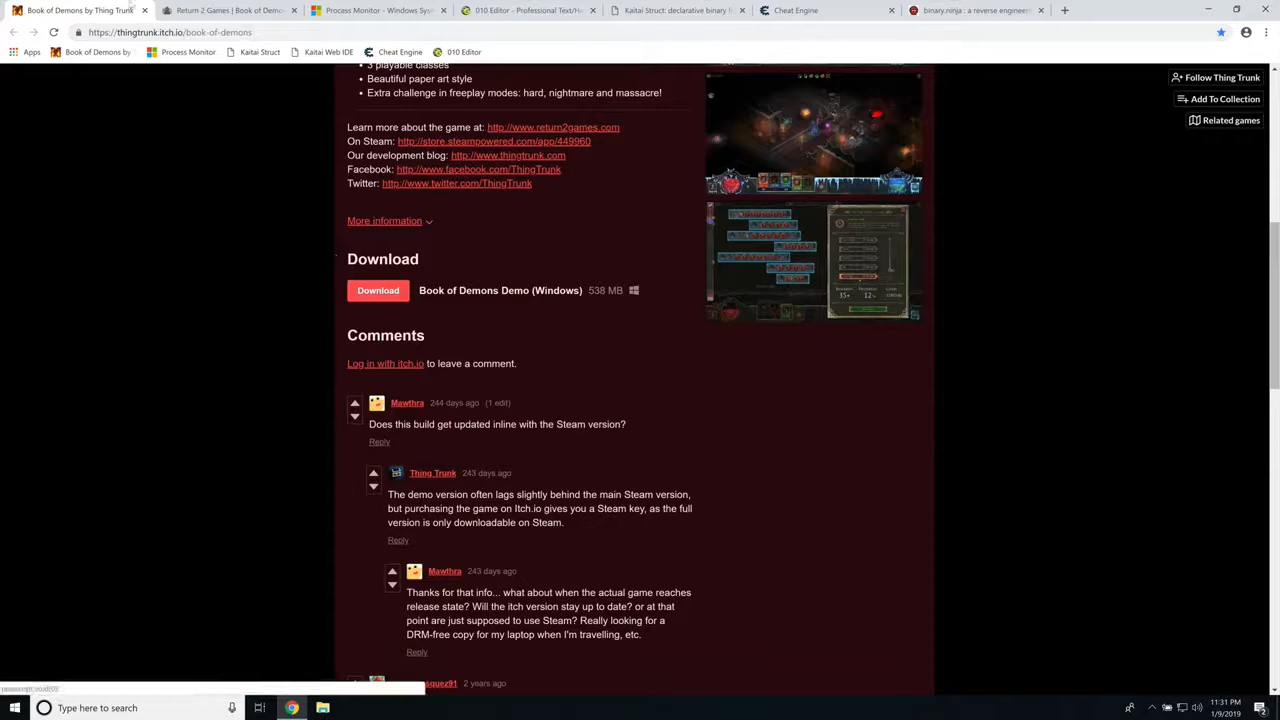 Book of Demons by Thing Trunk
Return 2 Games | Book of Dem
Process Monitor - Windows Sys
010 Editor - Professional Text/He
Kaitai Struct: declarative binary f
Cheat Engine
binary.ninja : a reverse engineer
https://thingtrunk.itch.io/book-of-demons
Apps
Book of Demons by
Process Monitor
Kaitai Struct
Kaitai Web IDE
Cheat Engine
010 Editor
3 playable classes
Beautiful paper art style
Extra challenge in freeplay modes: hard, nightmare and massacre!
Follow Thing Trunk
Add To Collection
Related games
Learn more about the game at: http://www.return2games.com
On Steam: http://store.steampowered.com/app/449960
Our development blog: http://www.thingtrunk.com
Facebook: http://www.facebook.com/ThingTrunk
Twitter: http://www.twitter.com/ThingTrunk
More information
Download
Download Book of Demons Demo (Windows) 538 MB
Comments
Log in with itch.io to leave a comment.
Mawthra 244 days ago (1 edit)
Does this build get updated inline with the Steam version?
Reply
Thing Trunk 243 days ago
The demo version often lags slightly behind the main Steam version,
but purchasing the game on Itch.io gives you a Steam key, as the full
version is only downloadable on Steam.
Reply
Mawthra 243 days ago
Thanks for that info... what about when the actual game reaches
release state? Will the itch version stay up to date? or at that
point are just supposed to use Steam? Really looking for a
DRM-free copy for my laptop when I'm travelling, etc.
Reply
squez91 2 years ago
Type here to search
11:31 PM
1/9/2019
2